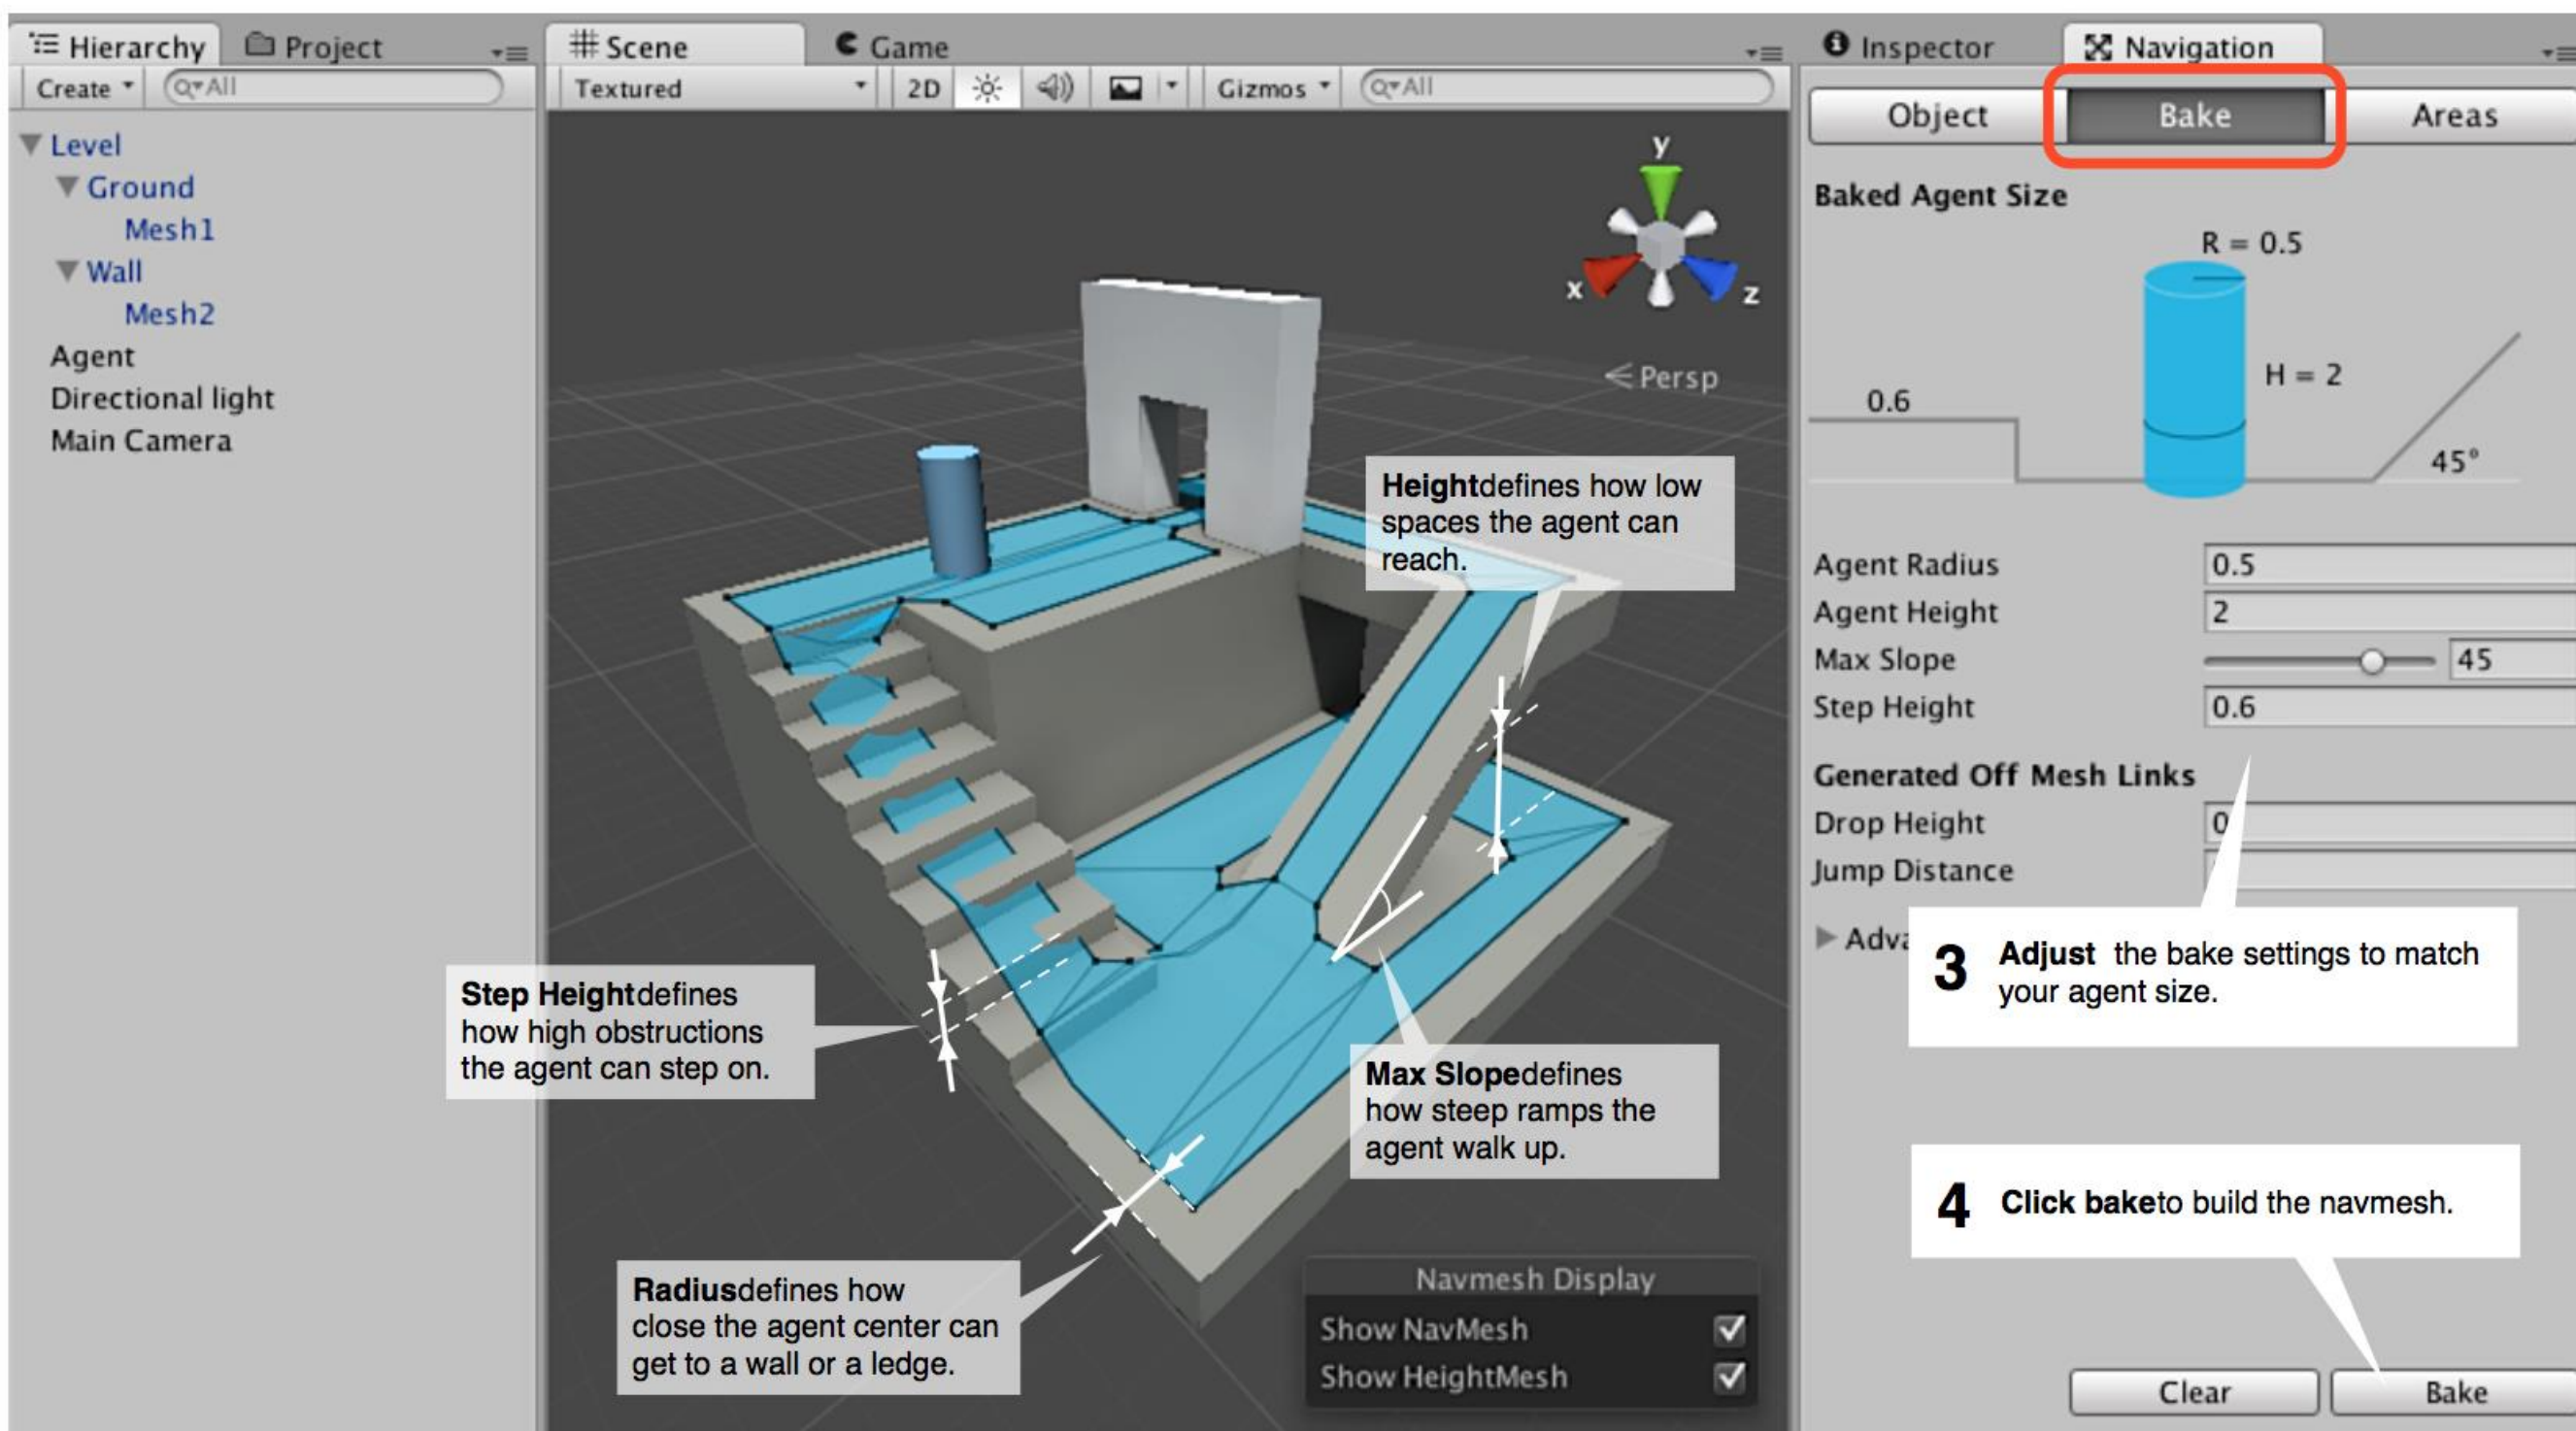 Hierarchy
Project
Create
All
Level
Ground
Mesh1
Wall
Mesh2
Agent
Directional light
Main Camera
Scene
Game
Textured
2D
Gizmos
All
y
x
z
Persp
Heightdefines how low
spaces the agent can
reach.
Step Heightdefines
how high obstructions
the agent can step on.
Max Slopedefines
how steep ramps the
agent walk up.
Radiusdefines how
close the agent center can
get to a wall or a ledge.
Navmesh Display
Show NavMesh
Show HeightMesh
Inspector
Navigation
Object
Bake
Areas
Baked Agent Size
R = 0.5
H = 2
0.6
45°
Agent Radius 0.5
Agent Height 2
Max Slope 45
Step Height 0.6
Generated Off Mesh Links
Drop Height 0
Jump Distance
3 Adjust the bake settings to match
your agent size.
4 Click baketo build the navmesh.
Clear
Bake